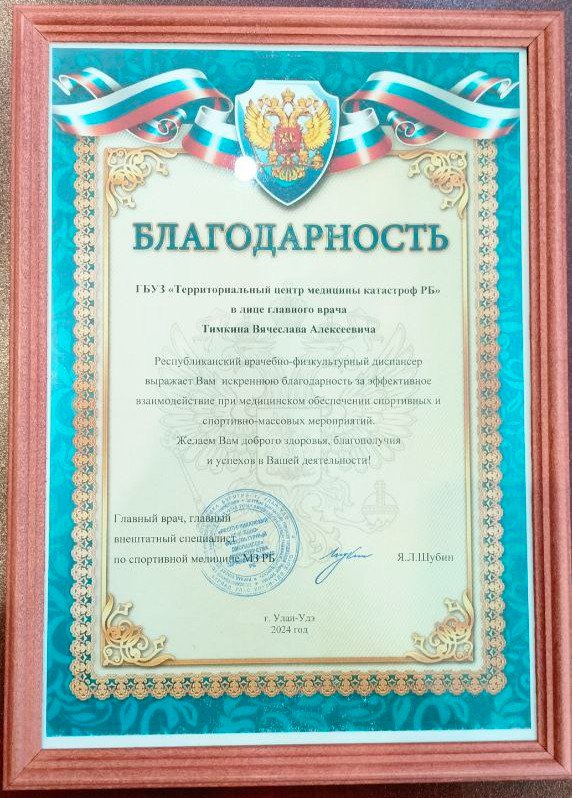 БЛАГОДАРНОСТЬ
ГБУЗ «Территориальный центр медицины катастроф РБ»
в лице главного врача
Тимкина Вячеслава Алексеевича
Республиканский врачебно-физкультурный диспансер
выражает Вам искреннюю благодарность за эффективное
взаимодействие при медицинском обеспечении спортивных и
спортивно-массовых мероприятий.
Желаем Вам доброго здоровья, благополучия
и успехов в Вашей деятельности!
Главный врач, главный
внештатный специалист
по спортивной медицине МЗ РБ
Я.Л.Шубин
г. Улан-Удэ
2024 год